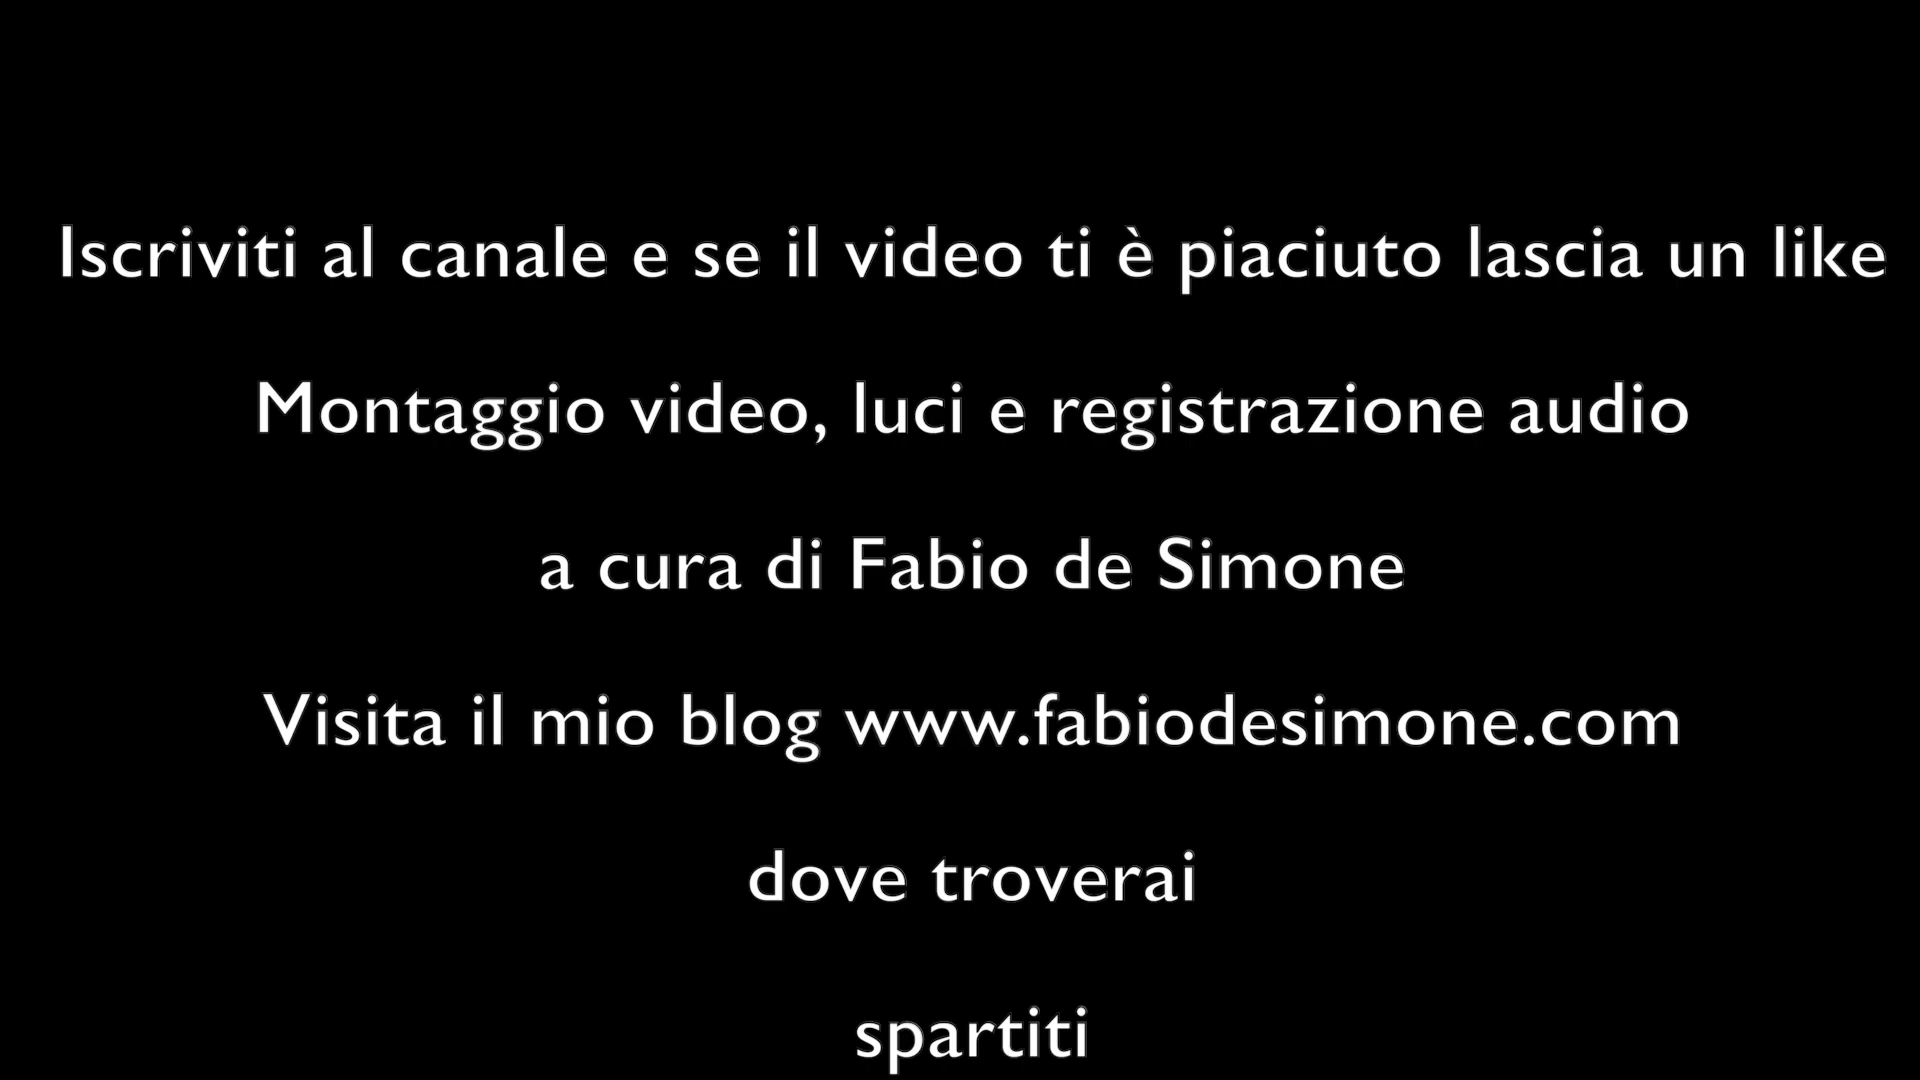 Iscriviti al canale e se il video ti è piaciuto lascia un like
Montaggio video, luci e registrazione audio
a cura di Fabio de Simone
Visita il mio blog www.fabiodesimone.com
dove troverai
spartiti